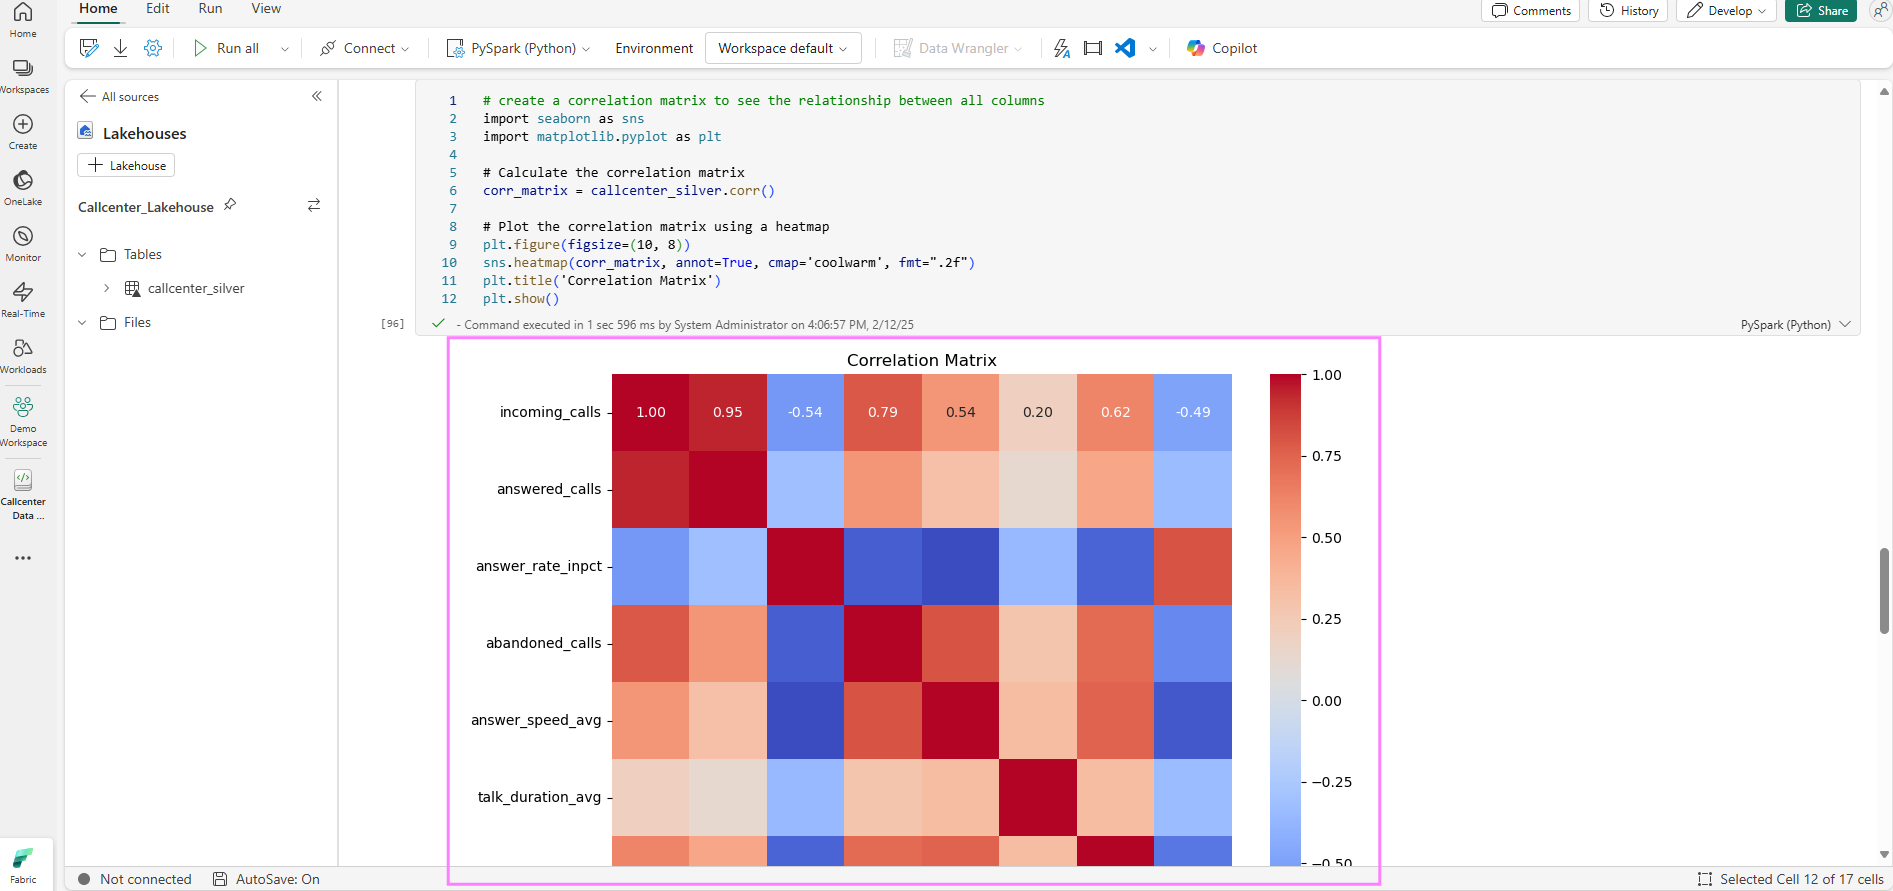 Home Edit Run View
Comments History Develop Share
Run all Connect PySpark (Python) Environment Workspace default Data Wrangler Copilot
Home
Workspaces
Create
OneLake
Monitor
Real-Time
Workloads
Demo
Workspace
Callcenter
Data ...
Fabric
All sources
Lakehouses
Lakehouse
Callcenter_Lakehouse
Tables
callcenter_silver
Files
1 # create a correlation matrix to see the relationship between all columns
2 import seaborn as sns
3 import matplotlib.pyplot as plt
4
5 # Calculate the correlation matrix
6 corr_matrix = callcenter_silver.corr()
7
8 # Plot the correlation matrix using a heatmap
9 plt.figure(figsize=(10, 8))
10 sns.heatmap(corr_matrix, annot=True, cmap='coolwarm', fmt=".2f")
11 plt.title('Correlation Matrix')
12 plt.show()
[96] - Command executed in 1 sec 596 ms by System Administrator on 4:06:57 PM, 2/12/25 PySpark (Python)
Correlation Matrix
incoming_calls 1.00 0.95 -0.54 0.79 0.54 0.20 0.62 -0.49
answered_calls
answer_rate_inpct
abandoned_calls
answer_speed_avg
talk_duration_avg
1.00
0.75
0.50
0.25
0.00
−0.25
−0.50
Not connected AutoSave: On Selected Cell 12 of 17 cells